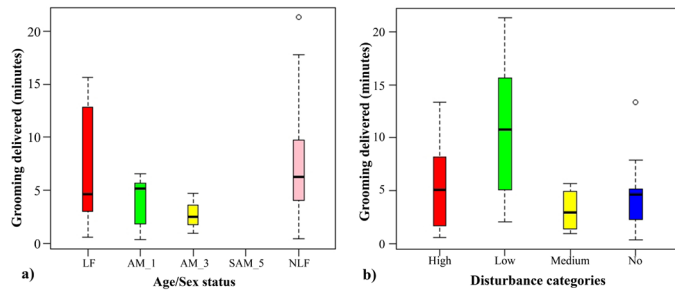 Grooming delivered (minutes)
20
15
10
5
0
LF AM_1 AM_3 SAM_5 NLF
a) Age/Sex status
Grooming delivered (minutes)
20
15
10
5
0
High Low Medium No
b) Disturbance categories